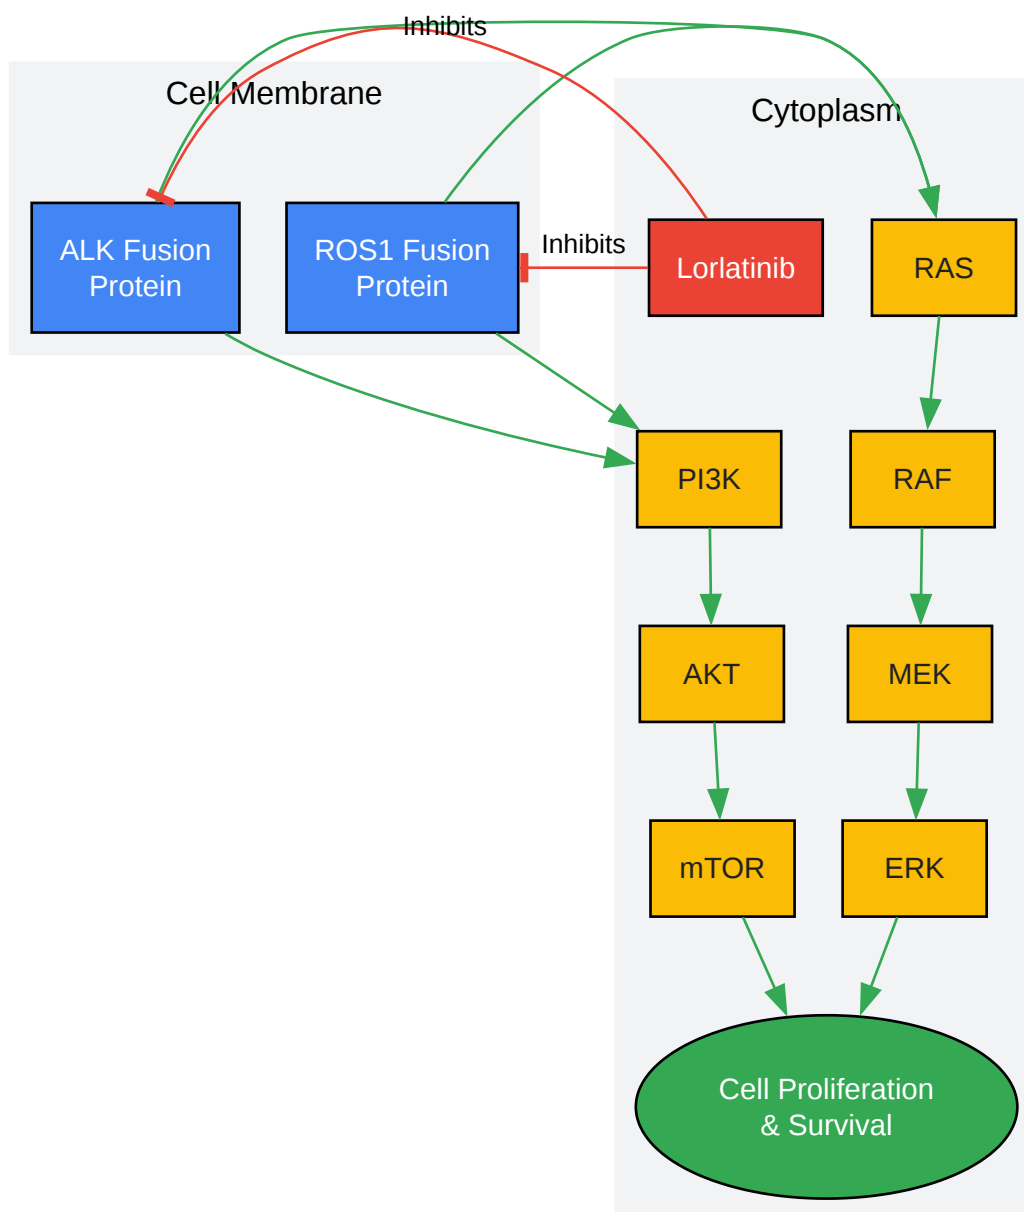 Inhibits
Cell Membrane
Cytoplasm
ALK Fusion
Protein
ROS1 Fusion
Protein
Inhibits
Lorlatinib
RAS
PI3K
RAF
AKT
MEK
mTOR
ERK
Cell Proliferation
& Survival